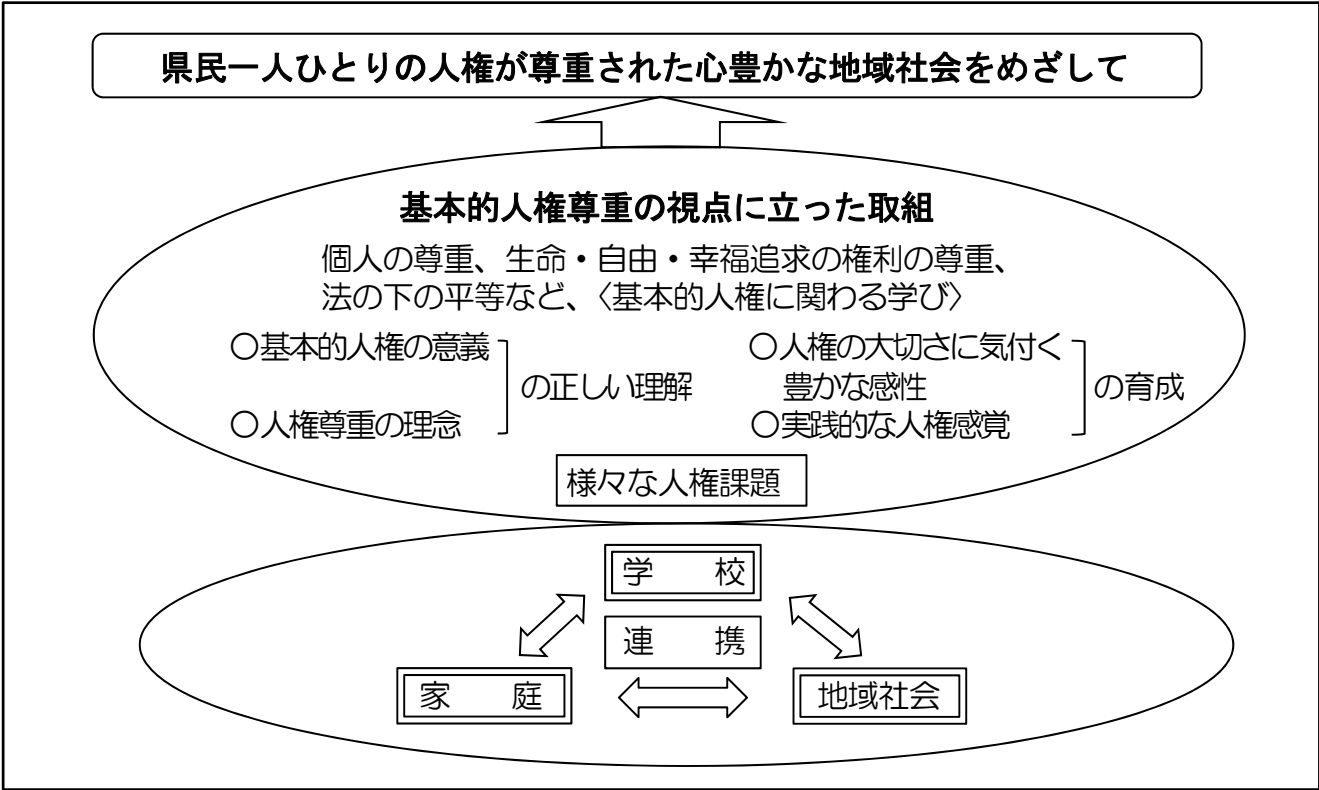 県民一人ひとりの人権が尊重された心豊かな地域社会をめざして
基本的人権尊重の視点に立った取組
個人の尊重、生命・自由・幸福追求の権利の尊重、
法の下の平等など、〈基本的人権に関わる学び〉
○基本的人権の意義
○人権尊重の理念
の正しい理解
○人権の大切さに気付く
豊かな感性
○実践的な人権感覚
の育成
様々な人権課題
学　校
連　携
家　庭
地域社会